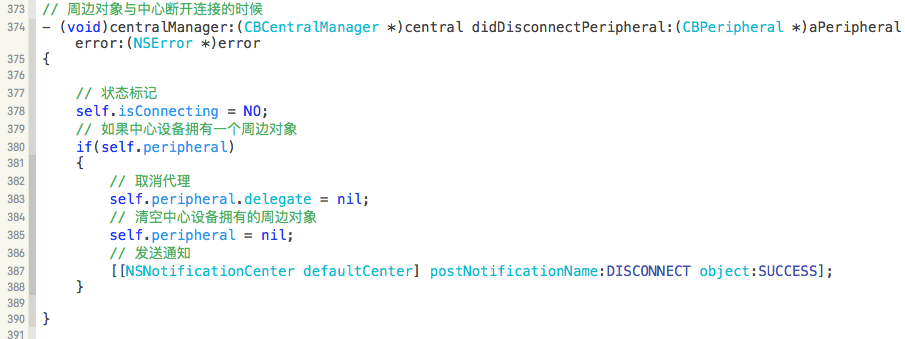 373 // 周边对象与中心断开连接的时候
374 - (void)centralManager:(CBCentralManager *)central didDisconnectPeripheral:(CBPeripheral *)aPeripheral
error:(NSError *)error
375 {
376
377 // 状态标记
378 self.isConnecting = NO;
379 // 如果中心设备拥有一个周边对象
380 if(self.peripheral)
381 {
382 // 取消代理
383 self.peripheral.delegate = nil;
384 // 清空中心设备拥有的周边对象
385 self.peripheral = nil;
386 // 发送通知
387 [[NSNotificationCenter defaultCenter] postNotificationName:DISCONNECT object:SUCCESS];
388 }
389
390 }
391